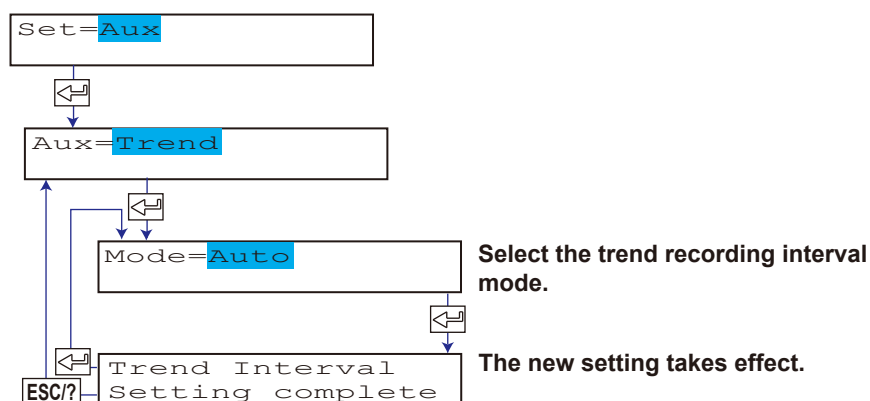 Set=Aux
Aux=Trend
Mode=Auto
Select the trend recording interval
mode.
Trend Interval
Setting complete
The new setting takes effect.
ESC/?